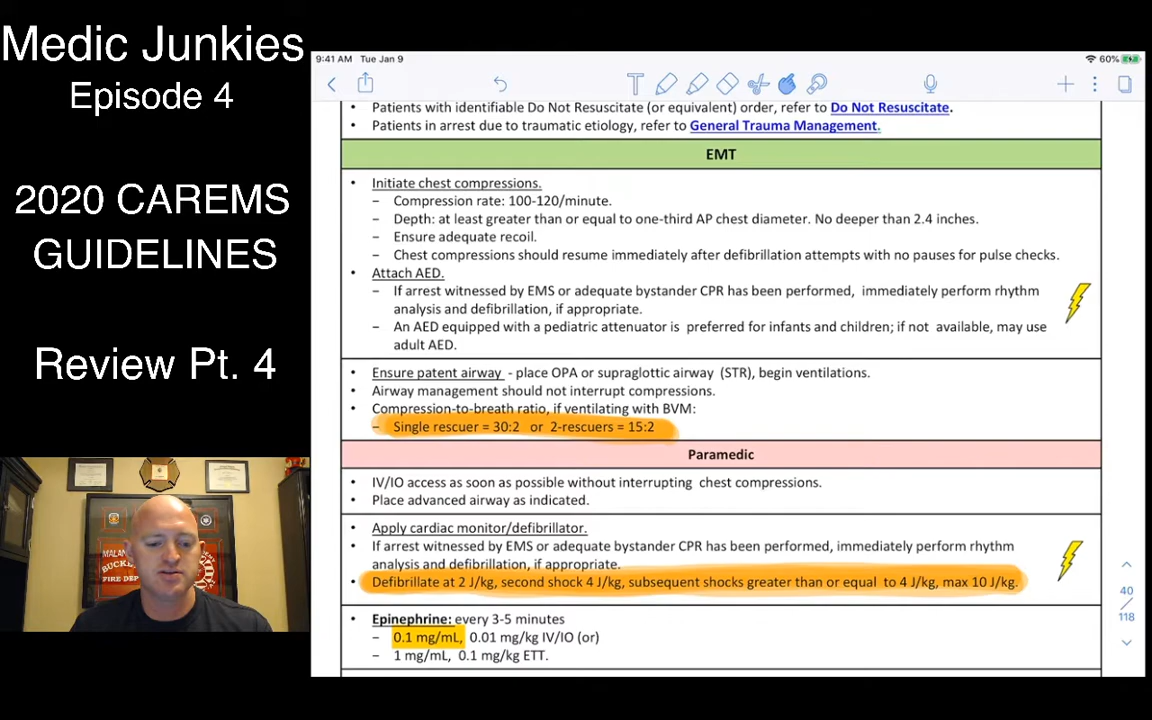 Medic Junkies
Episode 4
2020 CAREMS
GUIDELINES
Review Pt. 4
9:41 AM Tue Jan 9
60%
• Patients with identifiable Do Not Resuscitate (or equivalent) order, refer to Do Not Resuscitate.
• Patients in arrest due to traumatic etiology, refer to General Trauma Management.
EMT
• Initiate chest compressions.
− Compression rate: 100-120/minute.
− Depth: at least greater than or equal to one-third AP chest diameter. No deeper than 2.4 inches.
− Ensure adequate recoil.
− Chest compressions should resume immediately after defibrillation attempts with no pauses for pulse checks.
• Attach AED.
− If arrest witnessed by EMS or adequate bystander CPR has been performed, immediately perform rhythm
analysis and defibrillation, if appropriate.
− An AED equipped with a pediatric attenuator is preferred for infants and children; if not available, may use
adult AED.
• Ensure patent airway - place OPA or supraglottic airway (STR), begin ventilations.
• Airway management should not interrupt compressions.
• Compression-to-breath ratio, if ventilating with BVM:
− Single rescuer = 30:2 or 2-rescuers = 15:2
Paramedic
• IV/IO access as soon as possible without interrupting chest compressions.
• Place advanced airway as indicated.
• Apply cardiac monitor/defibrillator.
• If arrest witnessed by EMS or adequate bystander CPR has been performed, immediately perform rhythm
analysis and defibrillation, if appropriate.
• Defibrillate at 2 J/kg, second shock 4 J/kg, subsequent shocks greater than or equal to 4 J/kg, max 10 J/kg.
• Epinephrine: every 3-5 minutes
− 0.1 mg/mL, 0.01 mg/kg IV/IO (or)
− 1 mg/mL, 0.1 mg/kg ETT.
40
118